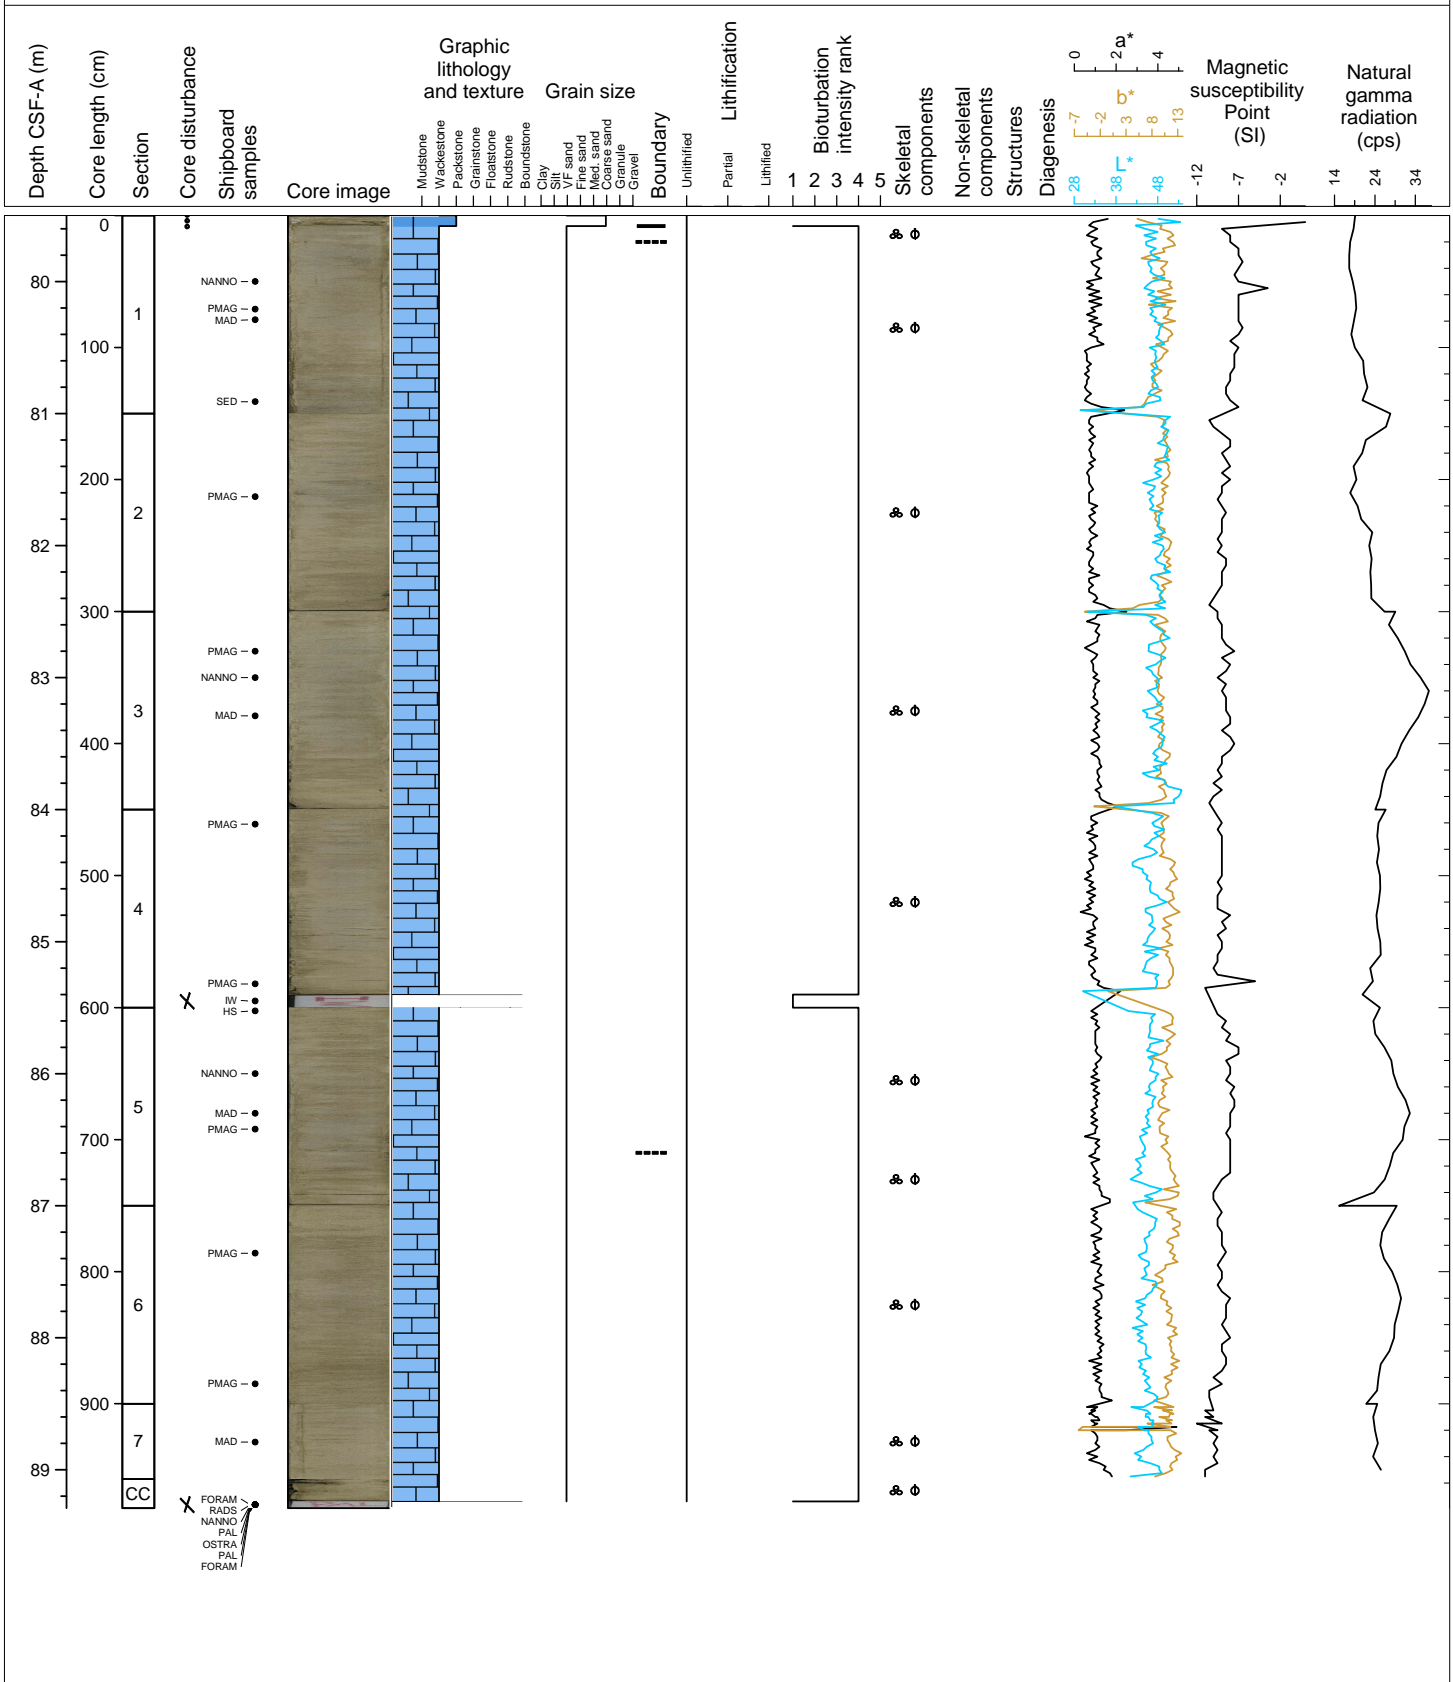 Depth CSF-A (m)
Core length (cm)
Section
Core disturbance
Shipboard
samples
Core image
Graphic
lithology
and texture
Mudstone
Wackestone
Packstone
Grainstone
Floatstone
Rudstone
Boundstone
Grain size
Clay
Silt
VF sand
Fine sand
Med. sand
Coarse sand
Granule
Gravel
Boundary
Lithification
Unlithified
Partial
Lithified
Bioturbation
intensity rank
1 2 3 4 5
Skeletal
components
Non-skeletal
components
Structures
Diagenesis
a*
0 2 4
b*
-7 -2 3 8 13
L*
28 38 48
Magnetic
susceptibility
Point
(SI)
-12 -7 -2
Natural
gamma
radiation
(cps)
14 24 34
0
80 NANNO
PMAG
1
MAD
100
SED
81
200
PMAG
2
82
300
PMAG
83 NANNO
3
MAD
400
84
PMAG
500
4
85
PMAG
IW
600
HS
86 NANNO
5
MAD
PMAG
700
87
PMAG
800
6
88
PMAG
900
7 MAD
89
CC
FORAM
RADS
NANNO
PAL
OSTRA
PAL
FORAM